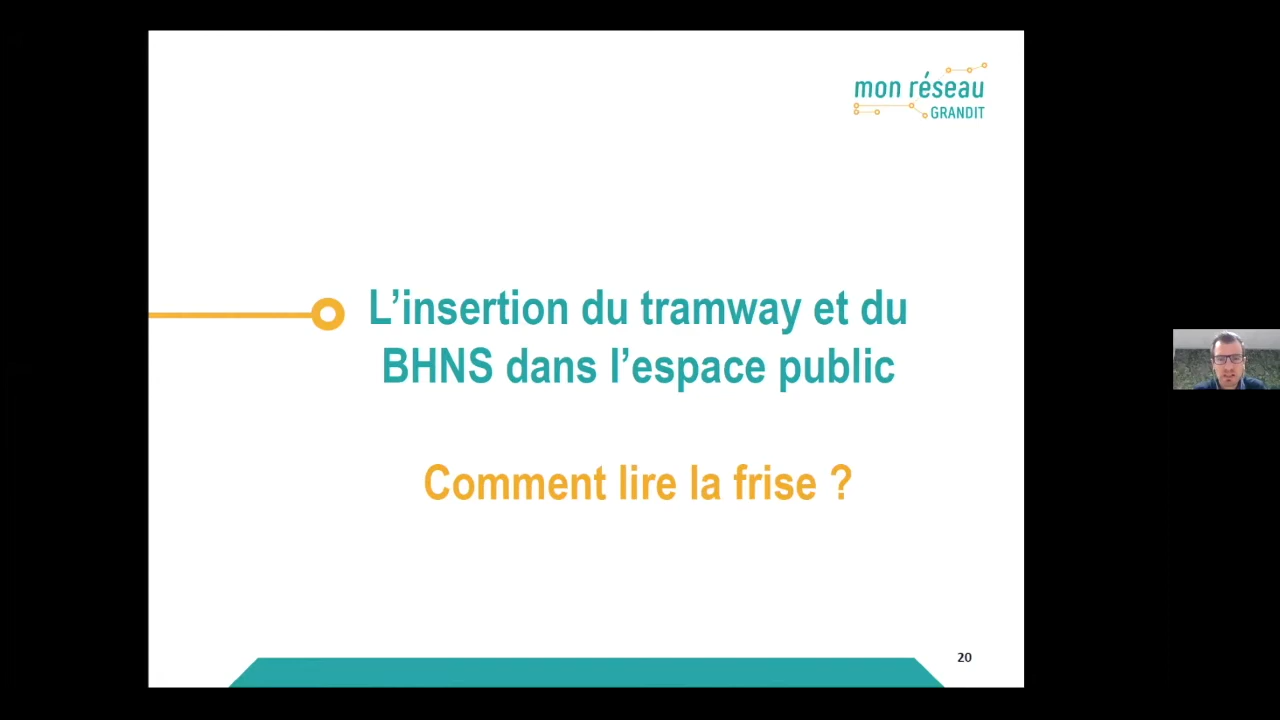 mon réseau
GRANDIT
L’insertion du tramway et du
BHNS dans l’espace public
Comment lire la frise ?
20